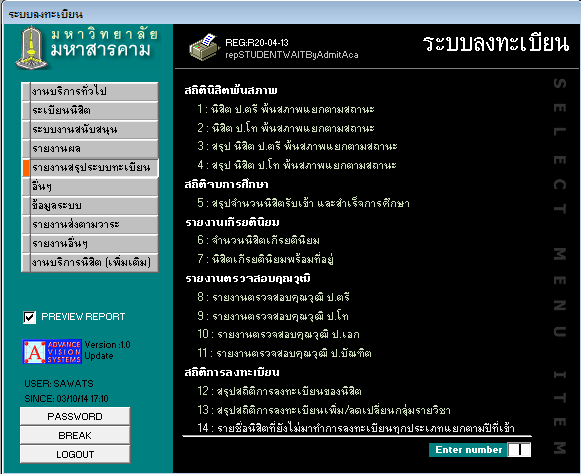 ระบบลงทะเบียน
มหาวิทยาลัย
มหาสารคาม
REG:R20-04-13
repSTUDENTWAITByAdmitAca
ระบบลงทะเบียน
งานบริการทั่วไป
ระเบียนนิสิต
ระบบงานสนับสนุน
รายงานผล
รายงานสรุประบบทะเบียน
อื่นๆ
ข้อมูลระบบ
รายงานส่งตามวาระ
รายงานอื่นๆ
งานบริการนิสิต (เพิ่มเติม)
PREVIEW REPORT
ADVANCE VISION SYSTEMS
Version :1.0
Update
USER: SAWATS
SINCE: 03/10/14 17:10
PASSWORD
BREAK
LOGOUT
สถิตินิสิตพ้นสภาพ
1 : นิสิต ป.ตรี พ้นสภาพแยกตามสถานะ
2 : นิสิต ป.โท พ้นสภาพแยกตามสถานะ
3 : สรุป นิสิต ป.ตรี พ้นสภาพแยกตามสถานะ
4 : สรุป นิสิต ป.โท พ้นสภาพแยกตามสถานะ
สถิติจบการศึกษา
5 : สรุปจำนวนนิสิตรับเข้า และสำเร็จการศึกษา
รายงานเกียรตินิยม
6 : จำนวนนิสิตเกียรตินิยม
7 : นิสิตเกียรตินิยมพร้อมที่อยู่
รายงานตรวจสอบคุณวุฒิ
8 : รายงานตรวจสอบคุณวุฒิ ป.ตรี
9 : รายงานตรวจสอบคุณวุฒิ ป.โท
10 : รายงานตรวจสอบคุณวุฒิ ป.เอก
11 : รายงานตรวจสอบคุณวุฒิ ป.บัณฑิต
สถิติการลงทะเบียน
12 : สรุปสถิติการลงทะเบียนของนิสิต
13 : สรุปสถิติการลงทะเบียนเพิ่ม/ลดเปลี่ยนกลุ่มรายวิชา
14 : รายชื่อนิสิตที่ยังไม่มาทำการลงทะเบียนทุกประเภทแยกตามปีที่เข้า
Enter number
SELECT MENU ITEM